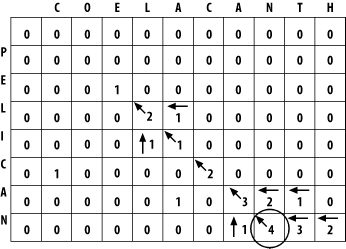 C O E L A C A N T H
0 0 0 0 0 0 0 0 0 0 0
P 0 0 0 0 0 0 0 0 0 0 0
E 0 0 0 1 0 0 0 0 0 0 0
L 0 0 0 0 2 1 0 0 0 0 0
I 0 0 0 0 1 1 0 0 0 0 0
C 0 1 0 0 0 0 2 0 0 0 0
A 0 0 0 0 0 1 0 3 2 1 0
N 0 0 0 0 0 0 0 1 4 3 2